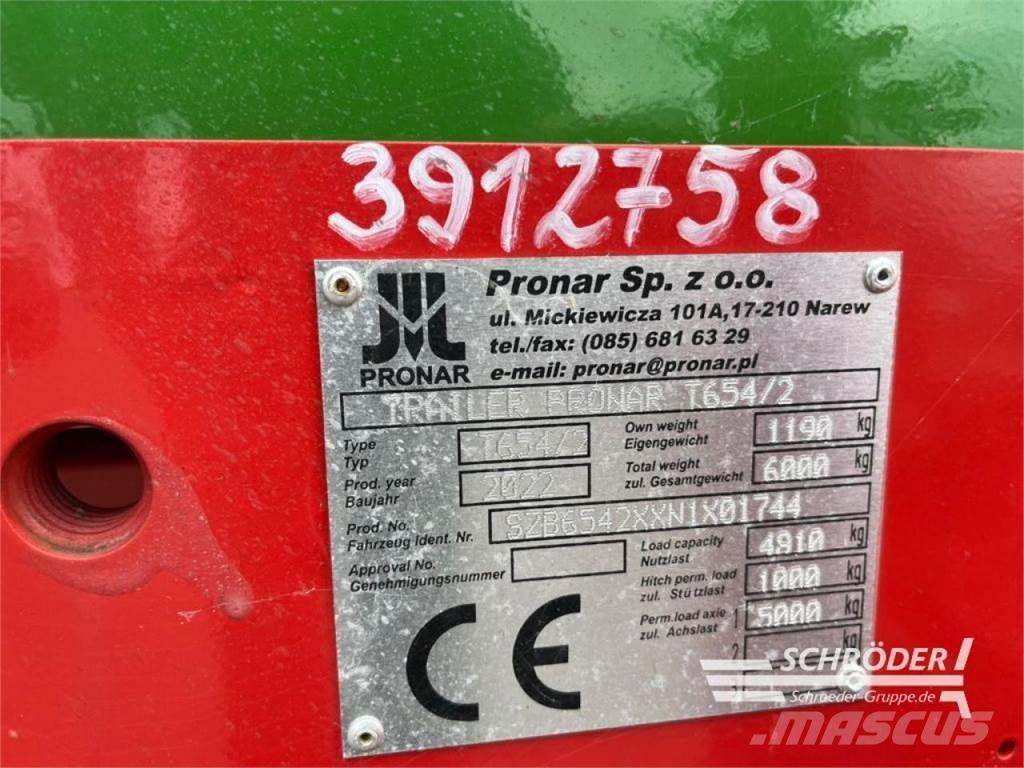 3912758
Pronar Sp. z o.o.
ul. Mickiewicza 101A,17-210 Narew
tel./fax: (085) 681 63 29
e-mail: pronar@pronar.pl
PRONAR
TRAILER PRONAR T654/2
Type
Typ
T654/2
Own weight
Eigengewicht
1190 kg
Prod. year
Baujahr
2022
Total weight
zul. Gesamtgewicht
6000 kg
Prod. No.
Fahrzeug ident. Nr.
SZB6542XXN1X01744
Approval No.
Genehmigungsnummer
Load capacity
Nutzlast
4810 kg
Hitch perm. load
zul. Stützlast
1000 kg
Perm.load axle
zul. Achslast
1
5000 kg
2
kg
CE
SCHRÖDER
Schroeder-Gruppe.de
MASCUS